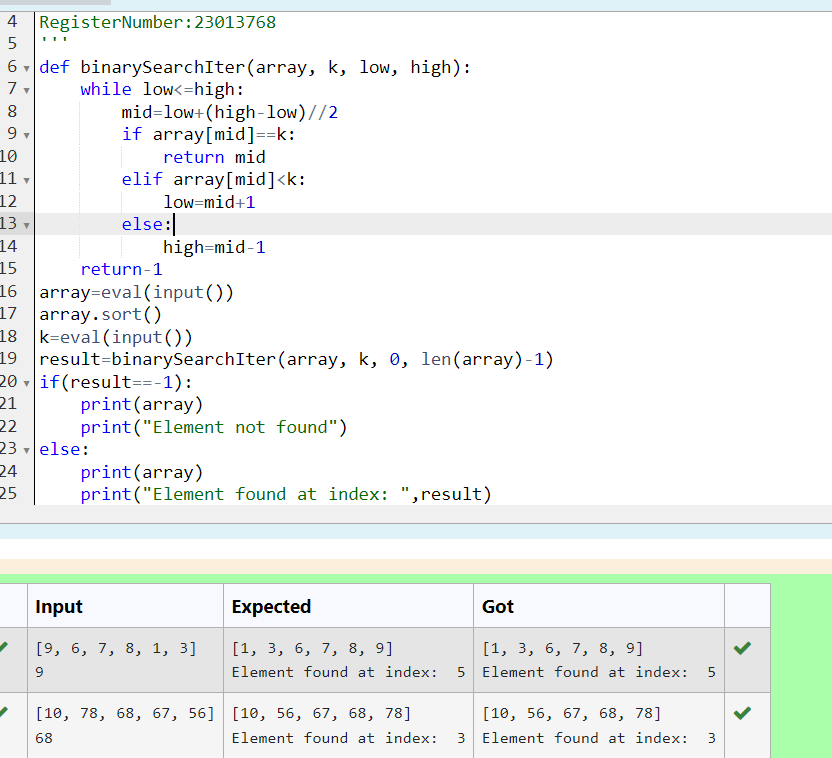 4 RegisterNumber:23013768
5 '''
6 def binarySearchIter(array, k, low, high):
7     while low<=high:
8         mid=low+(high-low)//2
9         if array[mid]==k:
10             return mid
11         elif array[mid]<k:
12             low=mid+1
13         else:
14             high=mid-1
15     return-1
16 array=eval(input())
17 array.sort()
18 k=eval(input())
19 result=binarySearchIter(array, k, 0, len(array)-1)
20 if(result==-1):
21     print(array)
22     print("Element not found")
23 else:
24     print(array)
25     print("Element found at index: ",result)
Input Expected Got
[9, 6, 7, 8, 1, 3] [1, 3, 6, 7, 8, 9] [1, 3, 6, 7, 8, 9]
9 Element found at index:  5 Element found at index:  5
[10, 78, 68, 67, 56] [10, 56, 67, 68, 78] [10, 56, 67, 68, 78]
68 Element found at index:  3 Element found at index:  3